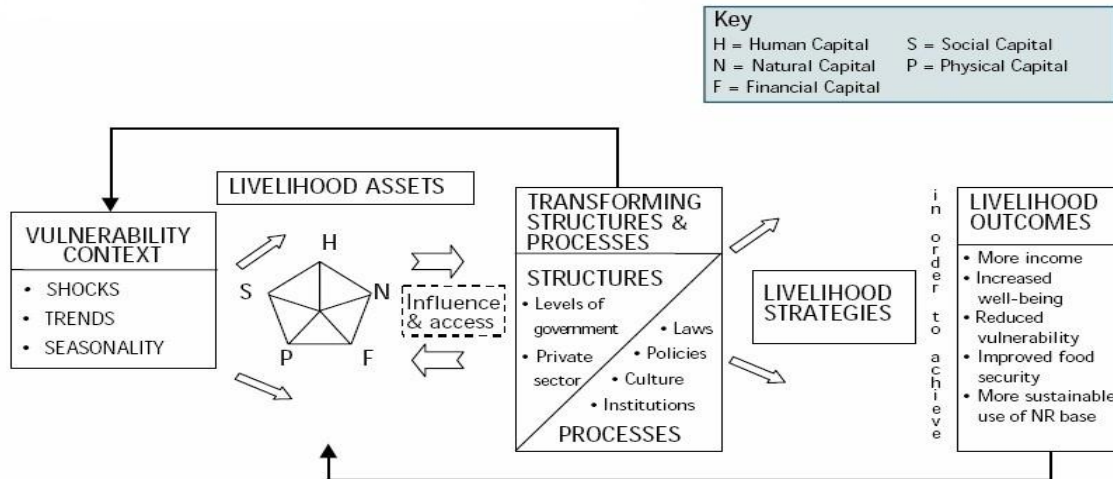 Key
H = Human Capital S = Social Capital
N = Natural Capital P = Physical Capital
F = Financial Capital
LIVELIHOOD ASSETS
VULNERABILITY
CONTEXT
• SHOCKS
• TRENDS
• SEASONALITY
H
S
N
P
F
Influence
& access
TRANSFORMING
STRUCTURES &
PROCESSES
STRUCTURES
• Levels of
government
• Private
sector
• Laws
• Policies
• Culture
• Institutions
PROCESSES
LIVELIHOOD
STRATEGIES
in order to achieve
LIVELIHOOD
OUTCOMES
• More income
• Increased
well-being
• Reduced
vulnerability
• Improved food
security
• More sustainable
use of NR base